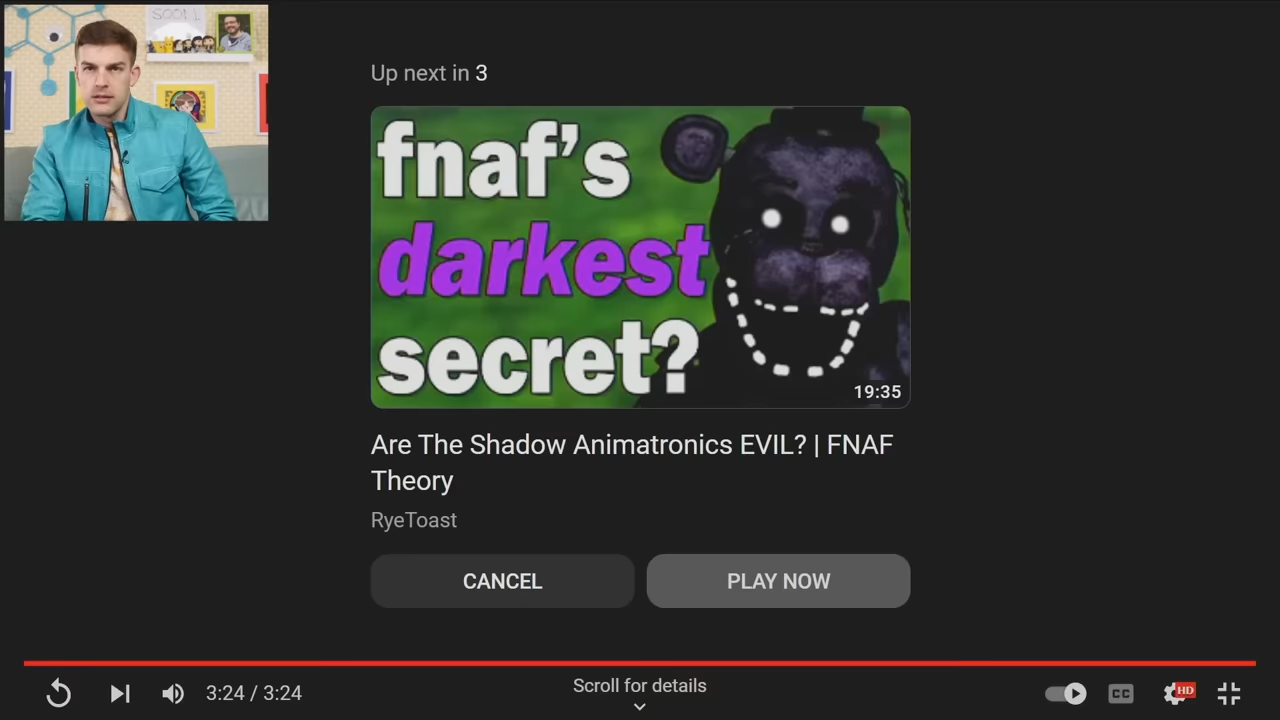 Up next in 3
fnaf's
darkest
secret?
19:35
Are The Shadow Animatronics EVIL? | FNAF
Theory
RyeToast
CANCEL
PLAY NOW
3:24 / 3:24
Scroll for details
CC
HD